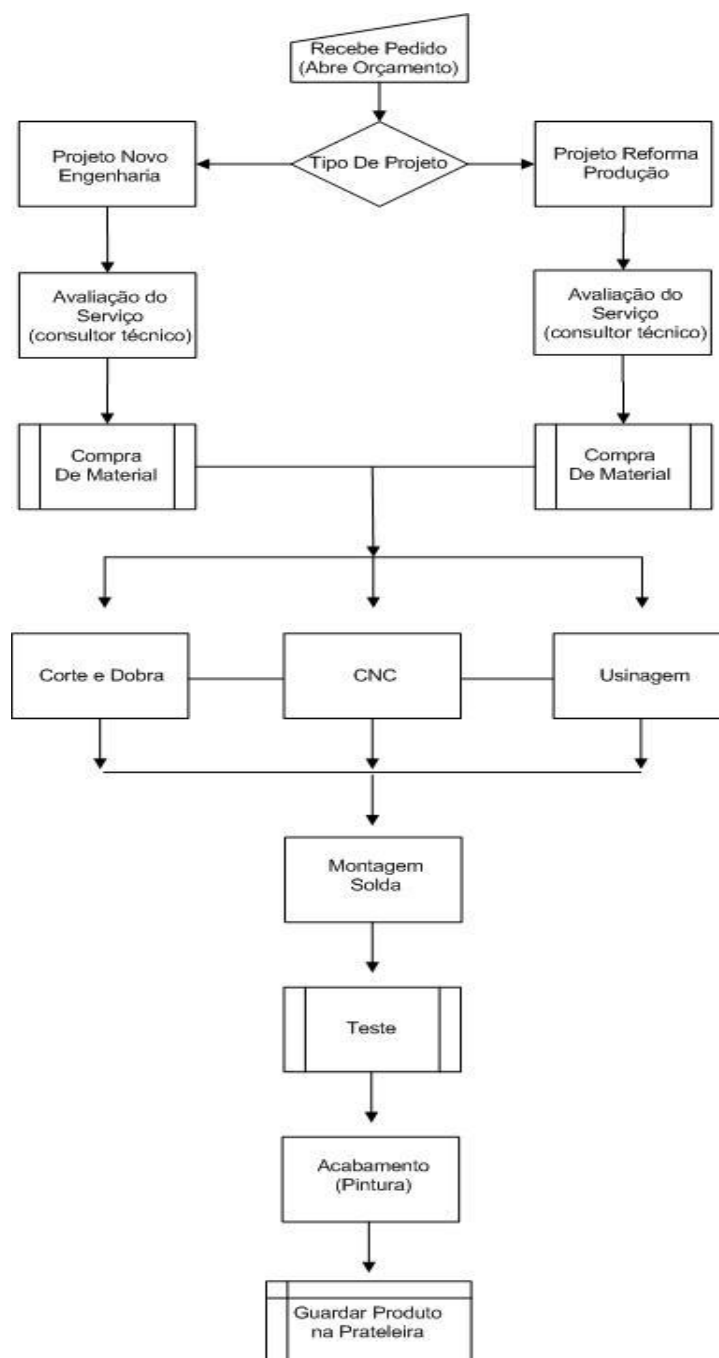 Recebe Pedido
(Abre Orçamento)
Projeto Novo
Engenharia
Tipo De Projeto
Projeto Reforma
Produção
Avaliação do
Serviço
(consultor técnico)
Avaliação do
Serviço
(consultor técnico)
Compra
De Material
Compra
De Material
Corte e Dobra
CNC
Usinagem
Montagem
Solda
Teste
Acabamento
(Pintura)
Guardar Produto
na Prateleira